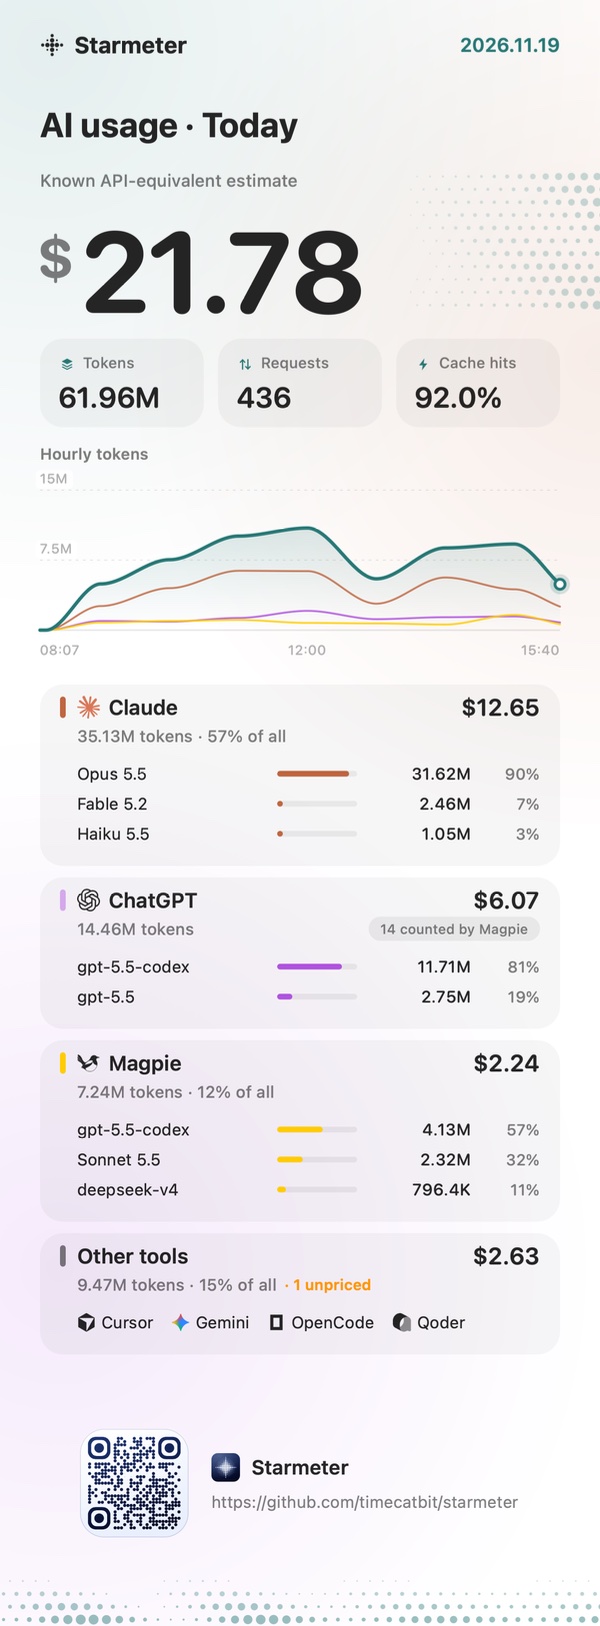 Starmeter
2026.11.19
AI usage · Today
Known API-equivalent estimate
$21.78
Tokens
61.96M
Requests
436
Cache hits
92.0%
Hourly tokens
15M
7.5M
08:07 12:00 15:40
Claude $12.65
35.13M tokens · 57% of all
Opus 5.5 31.62M 90%
Fable 5.2 2.46M 7%
Haiku 5.5 1.05M 3%
ChatGPT $6.07
14.46M tokens 14 counted by Magpie
gpt-5.5-codex 11.71M 81%
gpt-5.5 2.75M 19%
Magpie $2.24
7.24M tokens · 12% of all
gpt-5.5-codex 4.13M 57%
Sonnet 5.5 2.32M 32%
deepseek-v4 796.4K 11%
Other tools $2.63
9.47M tokens · 15% of all · 1 unpriced
Cursor Gemini OpenCode Qoder
Starmeter
https://github.com/timecatbit/starmeter